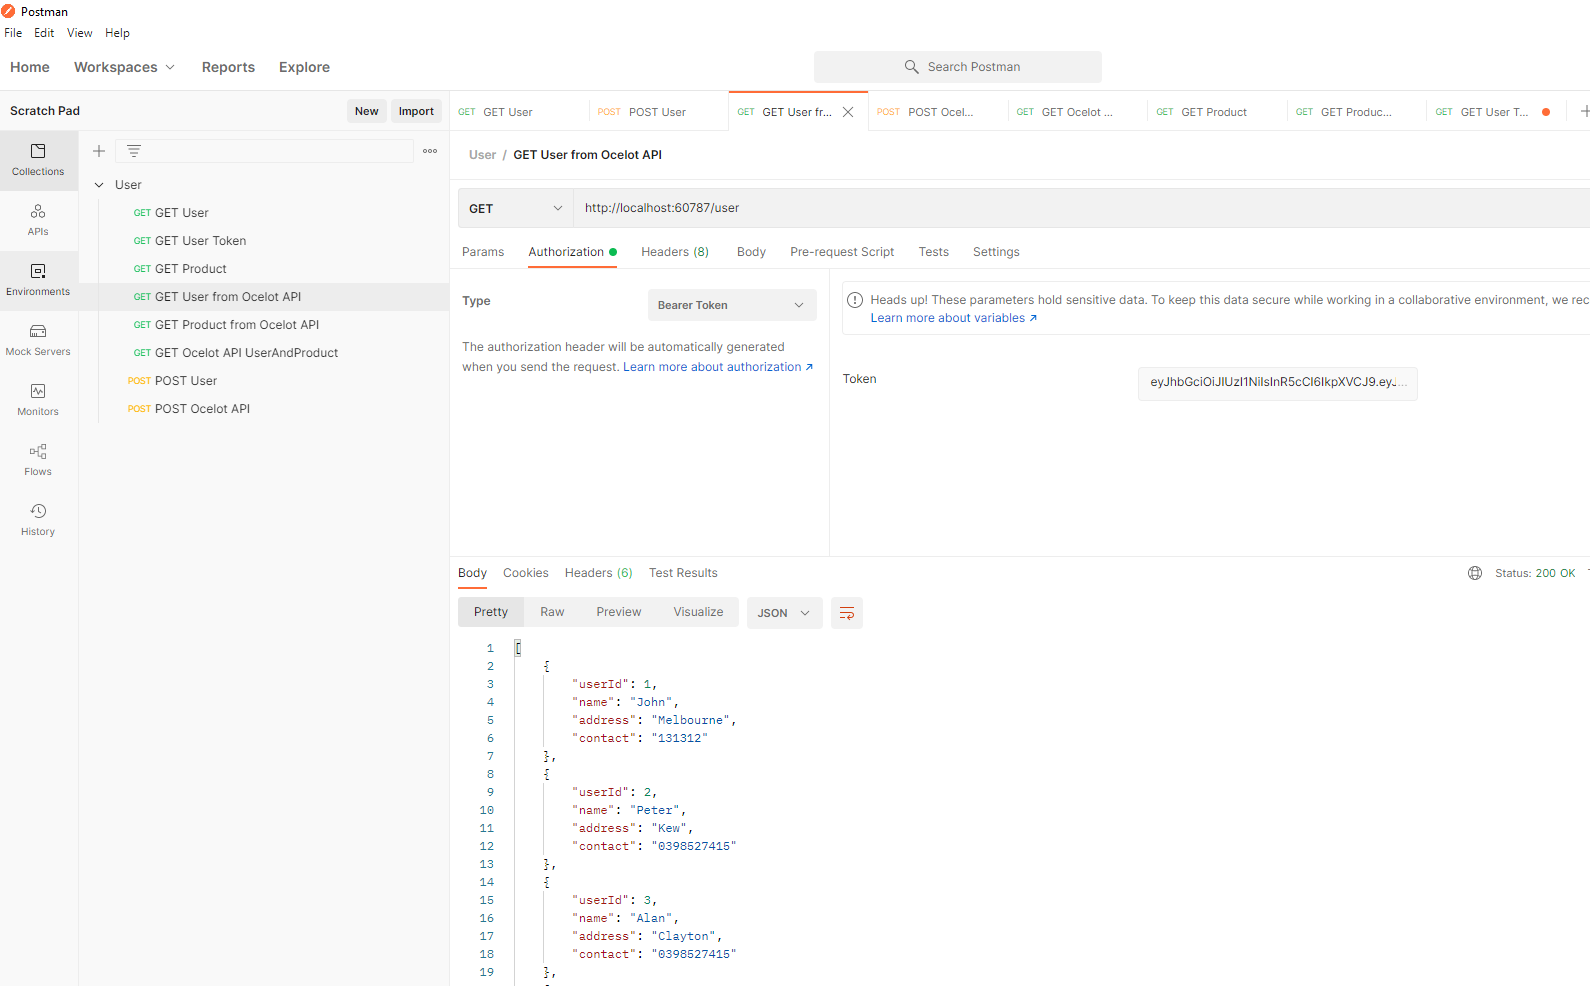 Postman
File Edit View Help
Home Workspaces Reports Explore Search Postman
Scratch Pad New Import
GET GET User POST POST User GET GET User fr... POST POST Ocel... GET GET Ocelot ... GET GET Product GET GET Produc... GET GET User T...
User / GET User from Ocelot API
Collections
APIs
Environments
Mock Servers
Monitors
Flows
History
User
GET GET User
GET GET User Token
GET GET Product
GET GET User from Ocelot API
GET GET Product from Ocelot API
GET GET Ocelot API UserAndProduct
POST POST User
POST POST Ocelot API
GET http://localhost:60787/user
Params Authorization Headers (8) Body Pre-request Script Tests Settings
Type Bearer Token
The authorization header will be automatically generated
when you send the request. Learn more about authorization ↗
Heads up! These parameters hold sensitive data. To keep this data secure while working in a collaborative environment, we rec
Learn more about variables ↗
Token eyJhbGciOiJIUzI1NiIsInR5cCI6IkpXVCJ9.eyJ...
Body Cookies Headers (6) Test Results Status: 200 OK
Pretty Raw Preview Visualize JSON
1 [
2 {
3 "userId": 1,
4 "name": "John",
5 "address": "Melbourne",
6 "contact": "131312"
7 },
8 {
9 "userId": 2,
10 "name": "Peter",
11 "address": "Kew",
12 "contact": "0398527415"
13 },
14 {
15 "userId": 3,
16 "name": "Alan",
17 "address": "Clayton",
18 "contact": "0398527415"
19 },